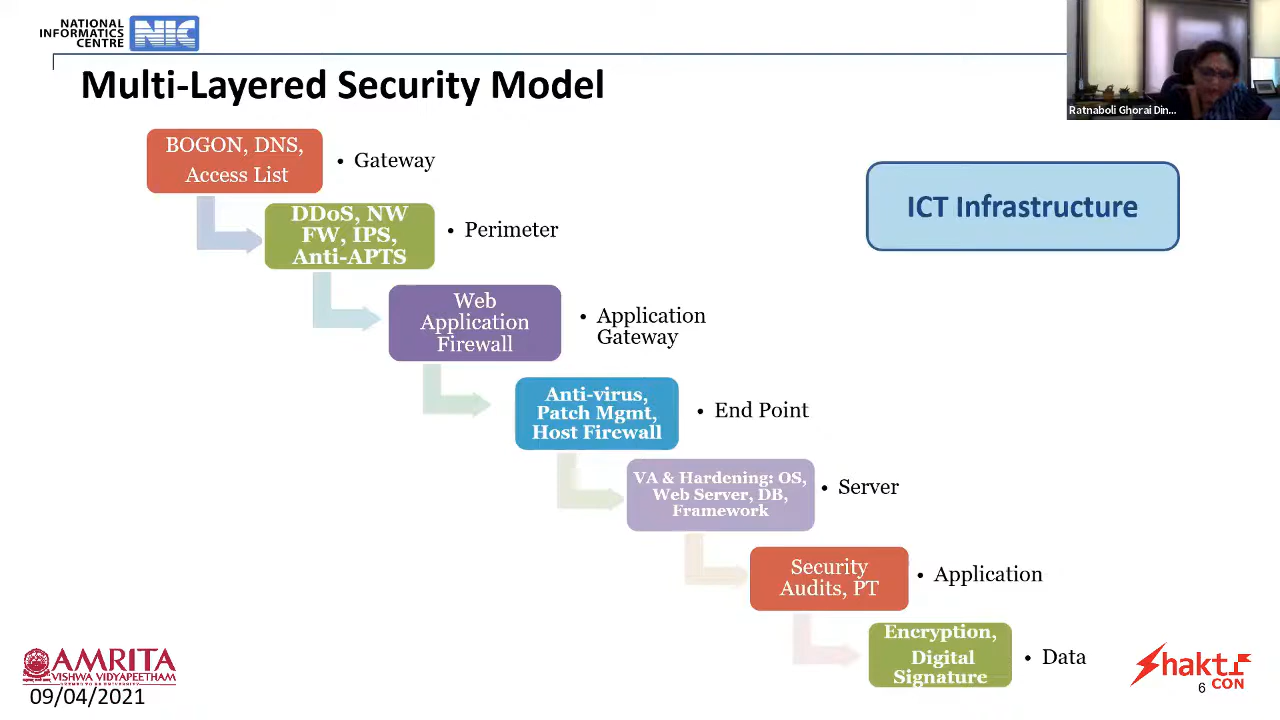 NATIONAL
INFORMATICS
CENTRE
NIC
Multi-Layered Security Model
Ratnaboli Ghorai Din...
BOGON, DNS,
Access List
• Gateway
ICT Infrastructure
DDoS, NW
FW, IPS,
Anti-APTS
• Perimeter
Web
Application
Firewall
• Application
Gateway
Anti-virus,
Patch Mgmt,
Host Firewall
• End Point
VA & Hardening: OS,
Web Server, DB,
Framework
• Server
Security
Audits, PT
• Application
Encryption,
Digital
Signature
• Data
AMRITA
VISHWA VIDYAPEETHAM
09/04/2021
Shakti
CON
6